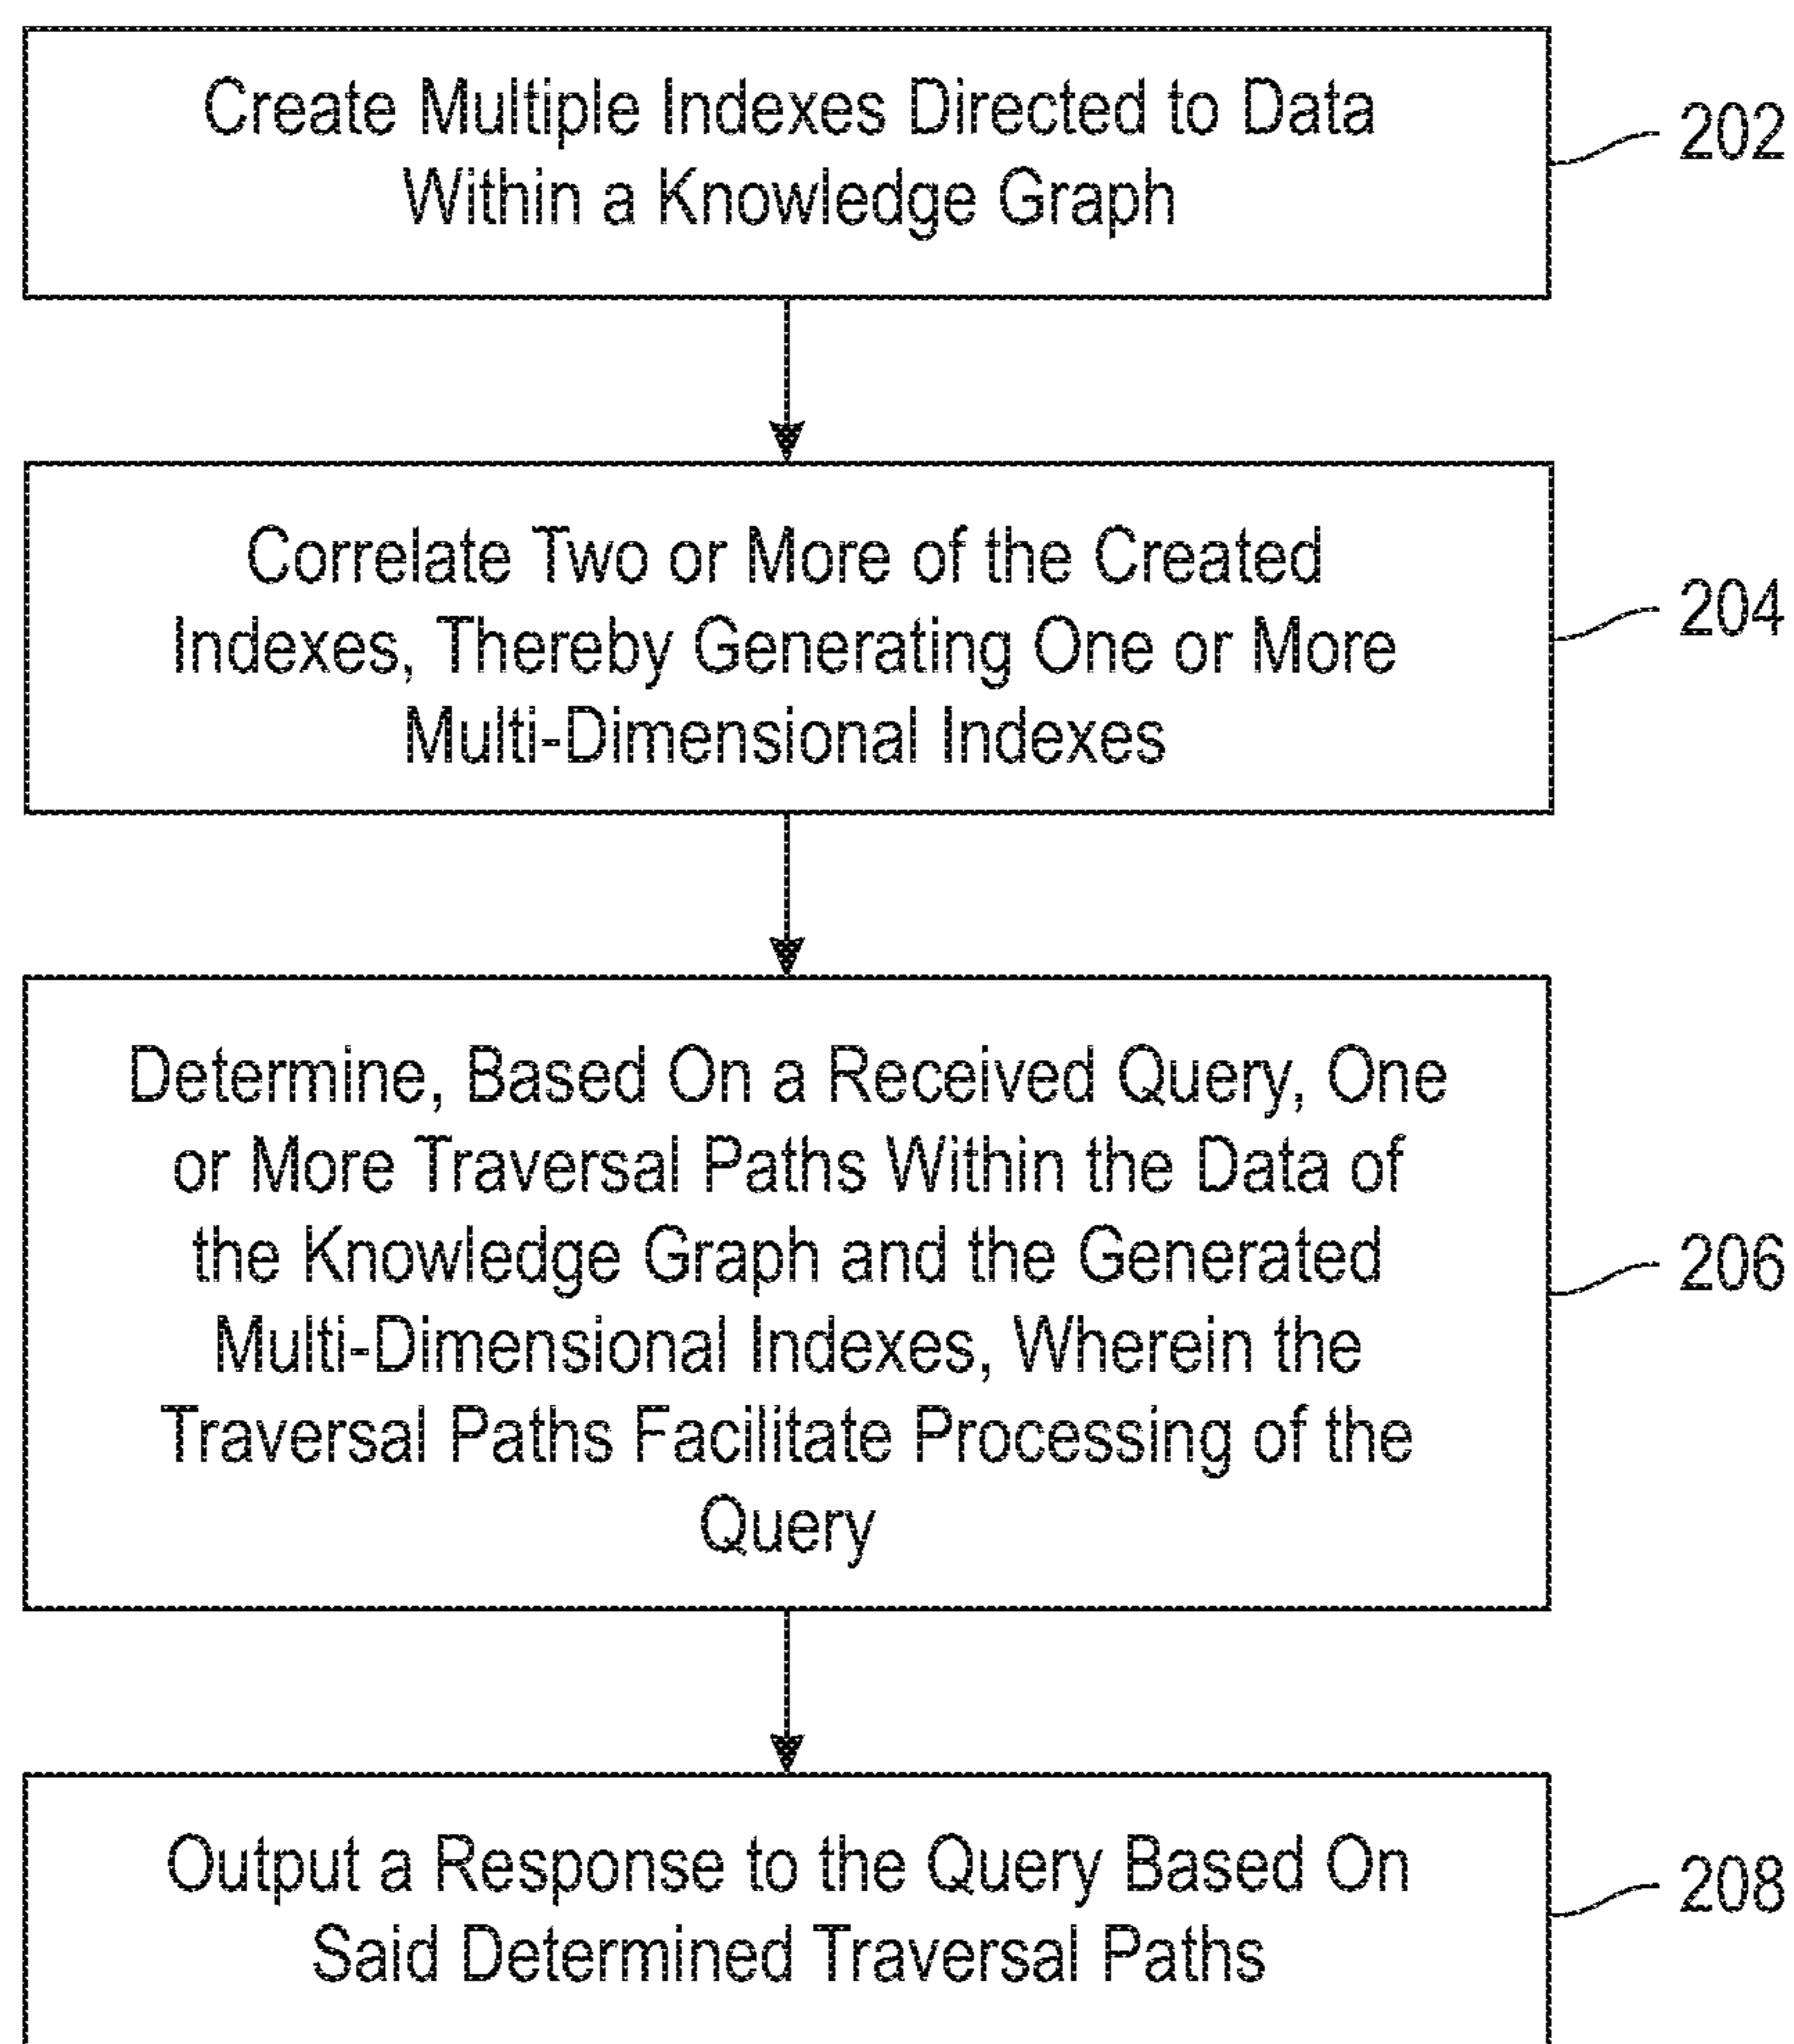 Create Multiple Indexes Directed to Data
Within a Knowledge Graph
202
Correlate Two or More of the Created
Indexes, Thereby Generating One or More
Multi-Dimensional Indexes
204
Determine, Based On a Received Query, One
or More Traversal Paths Within the Data of
the Knowledge Graph and the Generated
Multi-Dimensional Indexes, Wherein the
Traversal Paths Facilitate Processing of the
Query
206
Output a Response to the Query Based On
Said Determined Traversal Paths
208